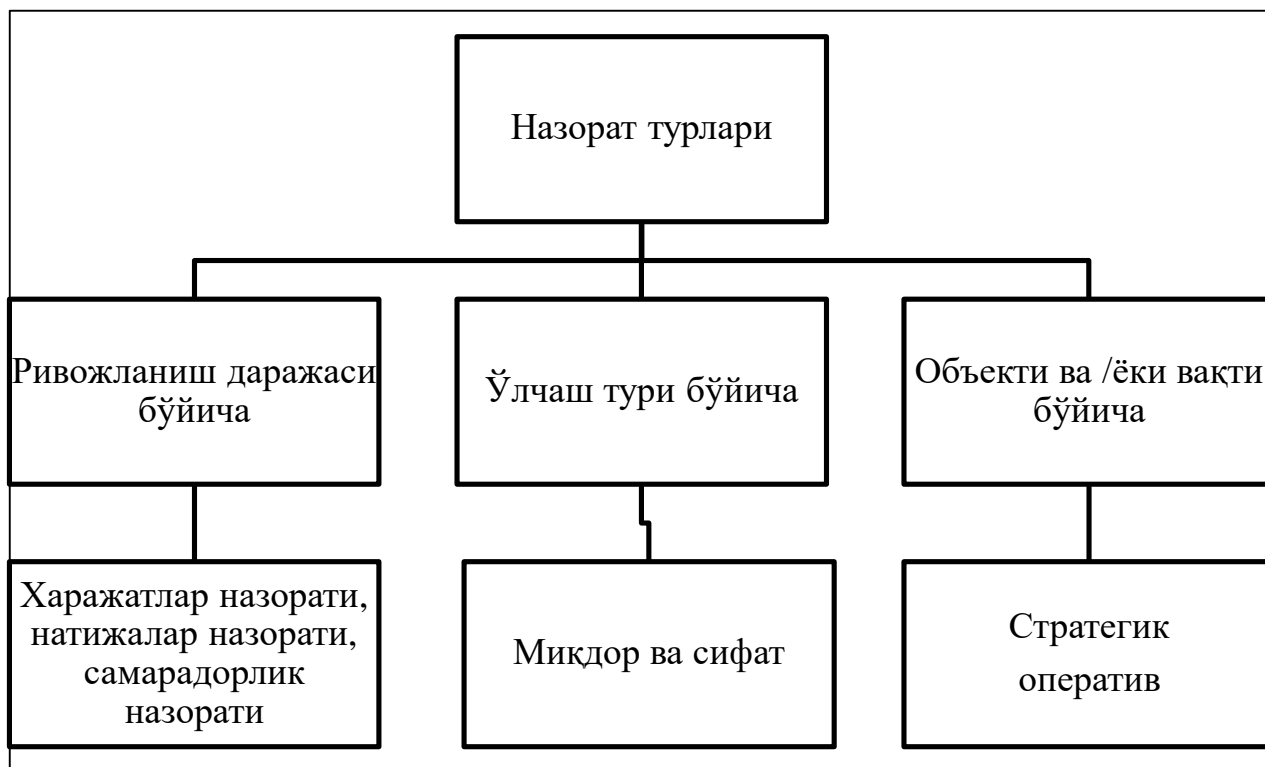 Назорат турлари
Ривожланиш даражаси
бўйича
Ўлчаш тури бўйича
Объекти ва /ёки вақти
бўйича
Харажатлар назорати,
натижалар назорати,
самарадорлик
назорати
Миқдор ва сифат
Стратегик
оператив